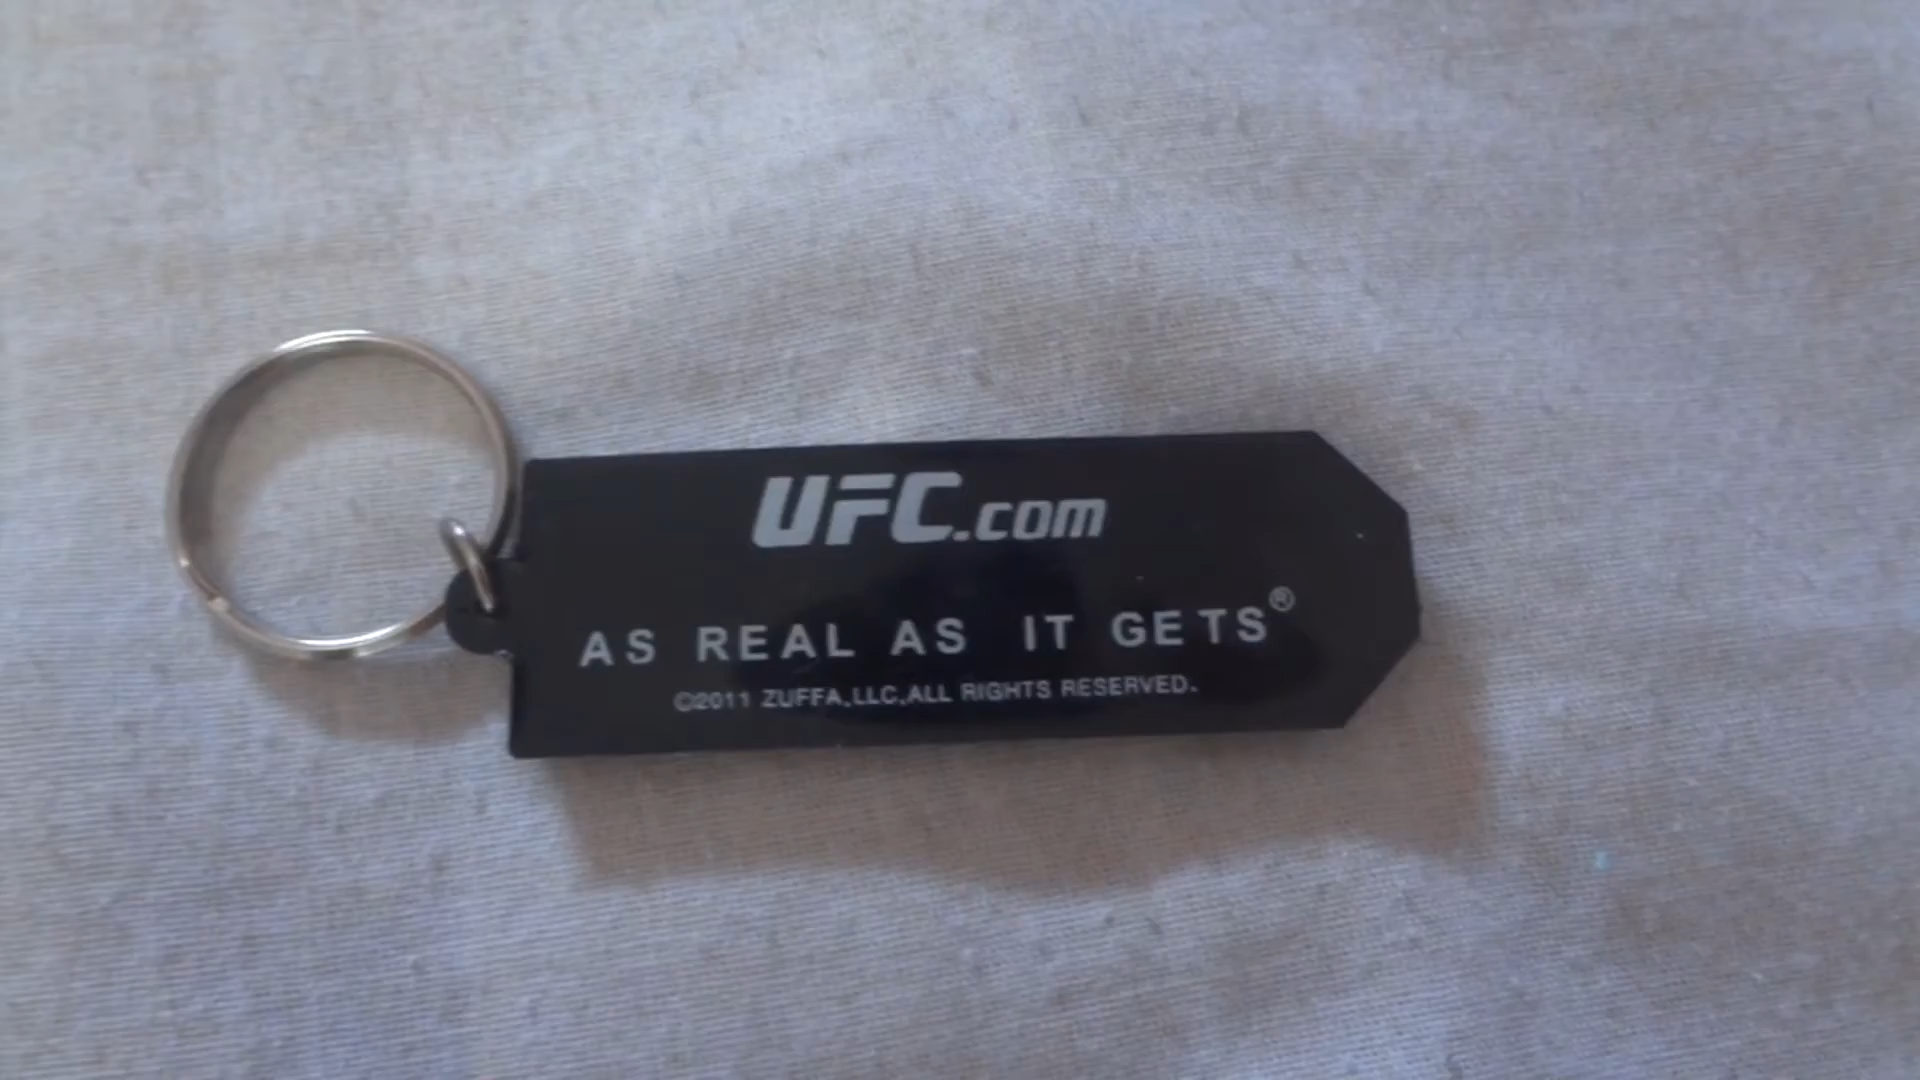 UFC.com
AS REAL AS IT GETS®
©2011 ZUFFA,LLC,ALL RIGHTS RESERVED.